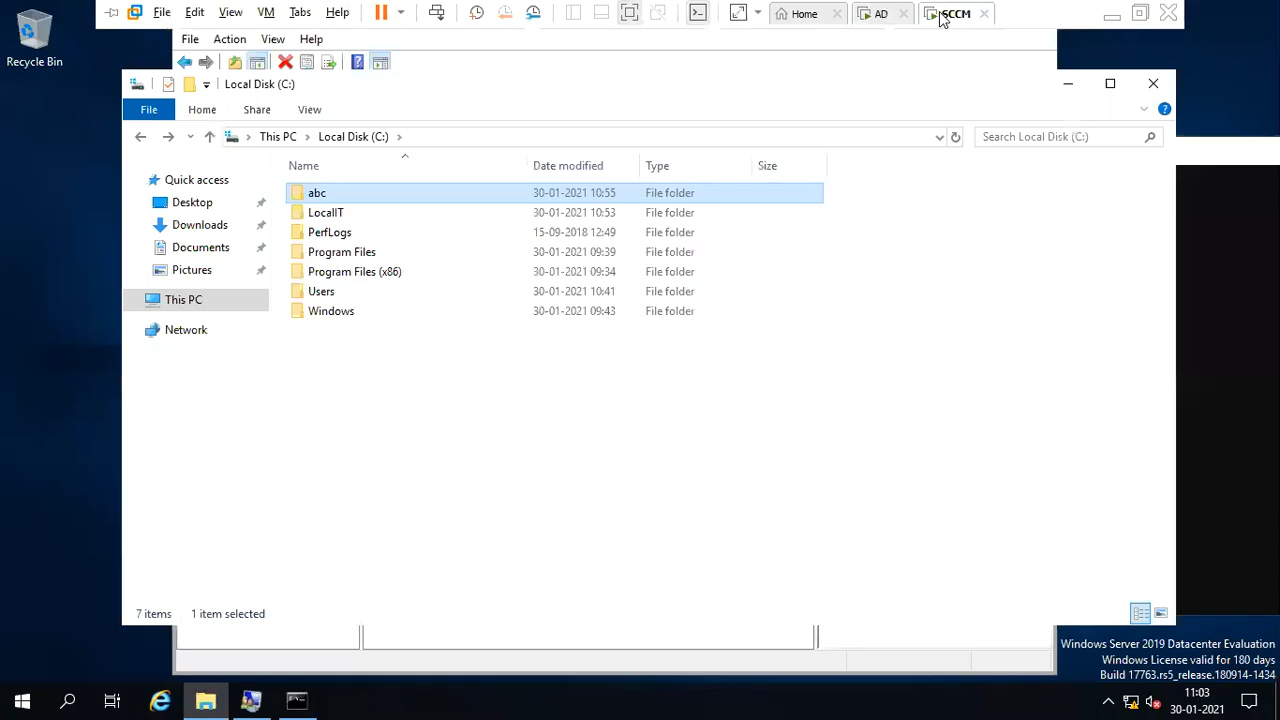 File Edit View VM Tabs Help Home AD SCCM
Recycle Bin
File Action View Help
Local Disk (C:)
File Home Share View
This PC Local Disk (C:) Search Local Disk (C:)
Name Date modified Type Size
Quick access
Desktop
Downloads
Documents
Pictures
This PC
Network
abc 30-01-2021 10:55 File folder
LocalIT 30-01-2021 10:53 File folder
PerfLogs 15-09-2018 12:49 File folder
Program Files 30-01-2021 09:39 File folder
Program Files (x86) 30-01-2021 09:34 File folder
Users 30-01-2021 10:41 File folder
Windows 30-01-2021 09:43 File folder
7 items 1 item selected
Windows Server 2019 Datacenter Evaluation
Windows License valid for 180 days
Build 17763.rs5_release.180914-1434
11:03
30-01-2021